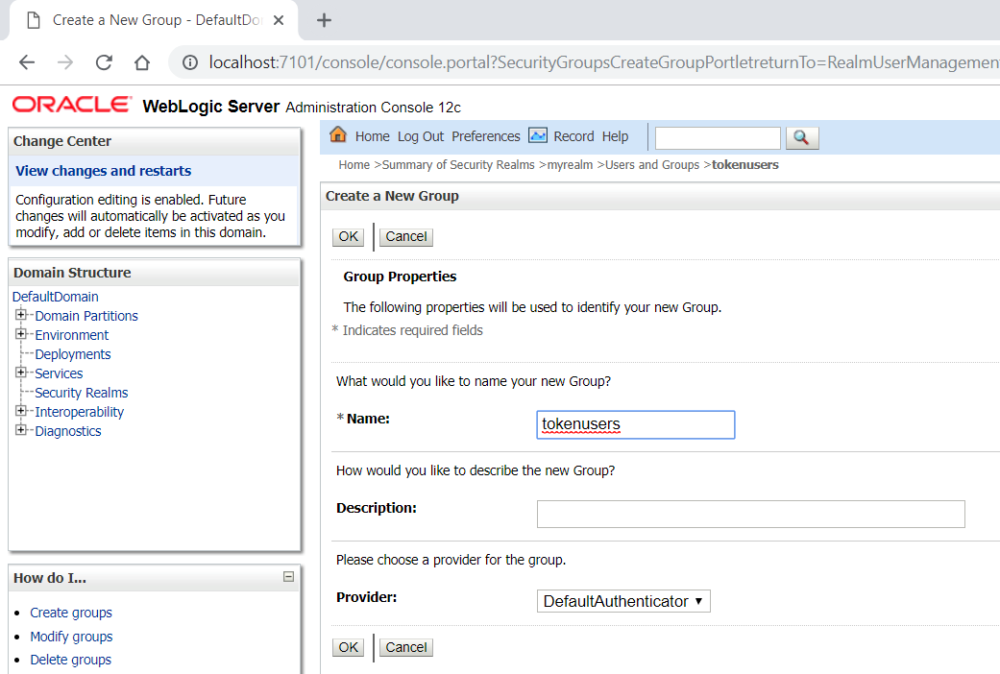 Create a New Group - DefaultDo
localhost:7101/console/console.portal?SecurityGroupsCreateGroupPortletreturnTo=RealmUserManagement
ORACLE WebLogic Server Administration Console 12c
Change Center
View changes and restarts
Configuration editing is enabled. Future
changes will automatically be activated as you
modify, add or delete items in this domain.
Domain Structure
DefaultDomain
Domain Partitions
Environment
Deployments
Services
Security Realms
Interoperability
Diagnostics
How do I...
Create groups
Modify groups
Delete groups
Home Log Out Preferences Record Help
Home >Summary of Security Realms >myrealm >Users and Groups >tokenusers
Create a New Group
OK Cancel
Group Properties
The following properties will be used to identify your new Group.
* Indicates required fields
What would you like to name your new Group?
* Name: tokenusers
How would you like to describe the new Group?
Description:
Please choose a provider for the group.
Provider: DefaultAuthenticator
OK Cancel